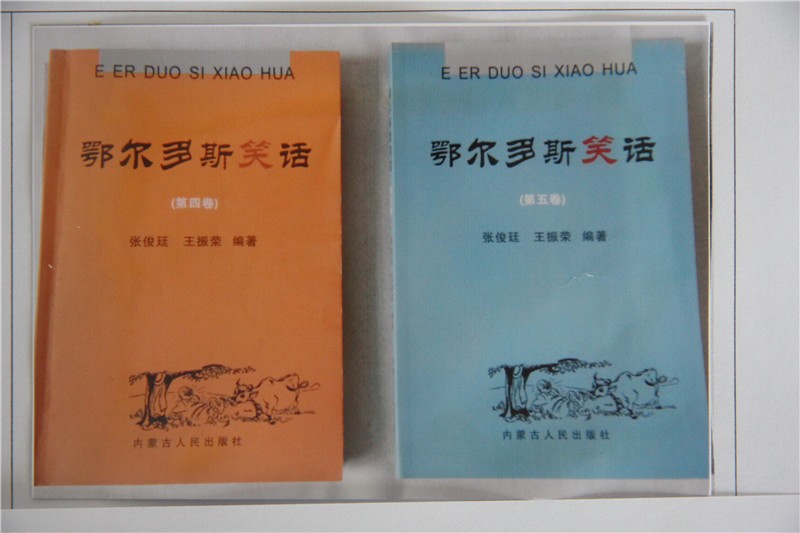 E ER DUO SI XIAO HUA
鄂尔多斯笑话
(第四卷)
张俊廷 王振荣 编著
内蒙古人民出版社
E ER DUO SI XIAO HUA
鄂尔多斯笑话
(第五卷)
张俊廷 王振荣 编著
内蒙古人民出版社